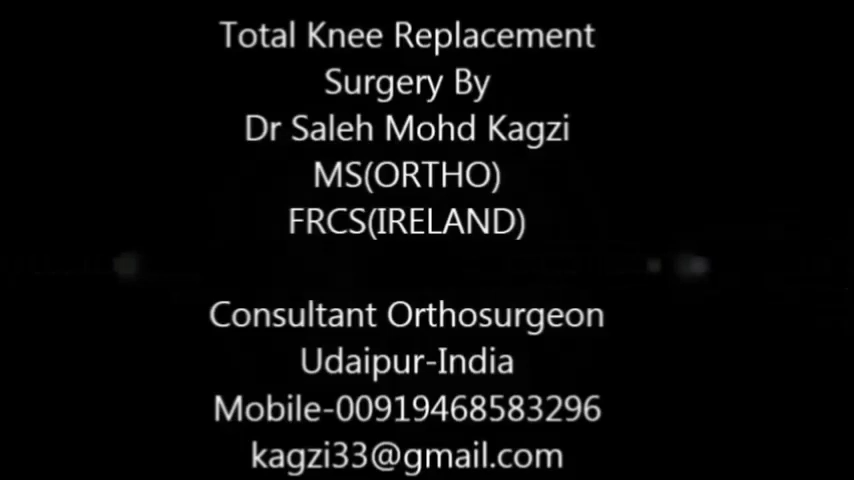 Total Knee Replacement
Surgery By
Dr Saleh Mohd Kagzi
MS(ORTHO)
FRCS(IRELAND)
Consultant Orthosurgeon
Udaipur-India
Mobile-00919468583296
kagzi33@gmail.com